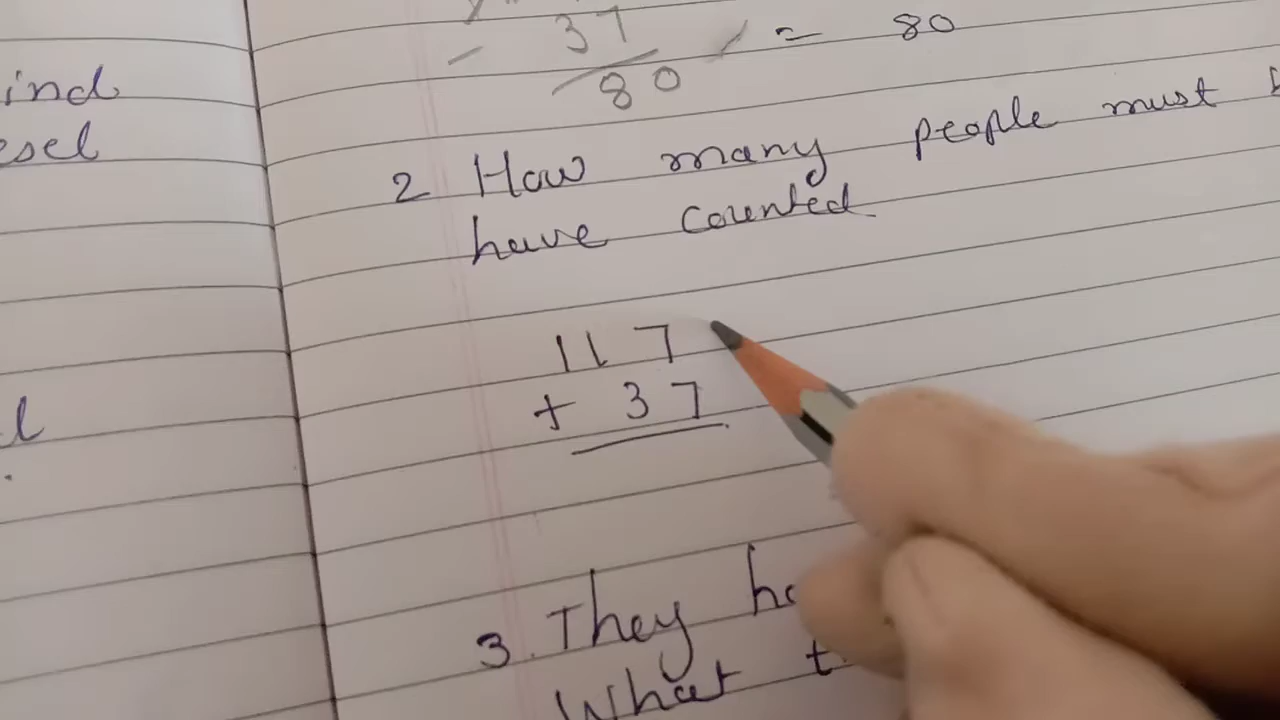 ind
esel
37
80 = 80
2 How many people must
have counted
117
+ 37
3. They
What